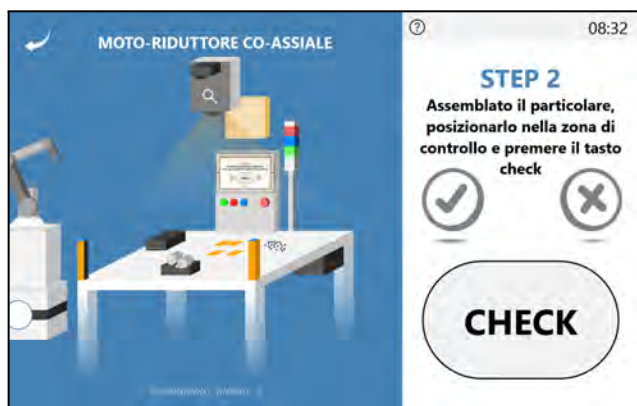 MOTO-RIDUTTORE CO-ASSIALE
08:32
STEP 2
Assemblato il particolare,
posizionarlo nella zona di
controllo e premere il tasto
check
CHECK